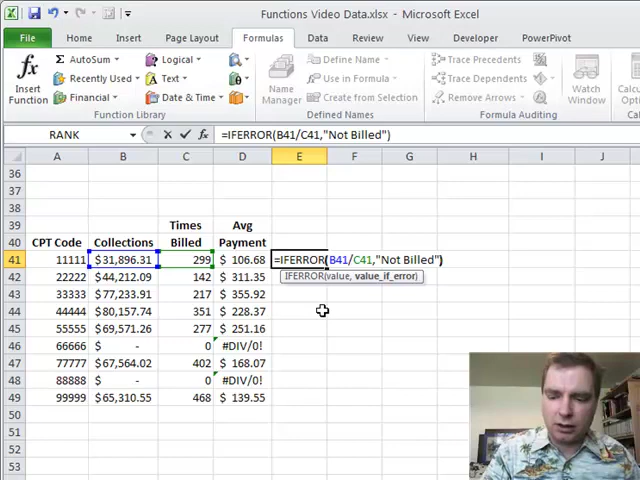 Functions Video Data.xlsx - Microsoft Excel
File Home Insert Page Layout Formulas Data Review View Developer PowerPivot
fx Insert Function
Σ AutoSum
Recently Used
Financial
Logical
Text
Date & Time
Function Library
Name Manager
Define Name
Use in Formula
Create from Selection
Defined Names
Trace Precedents
Trace Dependents
Remove Arrows
Formula Auditing
Watch Window
Calculation Options
RANK fx =IFERROR(B41/C41,"Not Billed")
A B C D E F G H I J
36
37
38
39 Times Avg
40 CPT Code Collections Billed Payment
41 11111 $31,896.31 299 $ 106.68 =IFERROR(B41/C41,"Not Billed")
IFERROR(value, value_if_error)
42 22222 $44,212.09 142 $ 311.35
43 33333 $77,233.91 217 $ 355.92
44 44444 $80,157.74 351 $ 228.37
45 55555 $69,571.26 277 $ 251.16
46 66666 $ - 0 #DIV/0!
47 77777 $67,564.02 402 $ 168.07
48 88888 $ - 0 #DIV/0!
49 99999 $65,310.55 468 $ 139.55
50
51
52
53